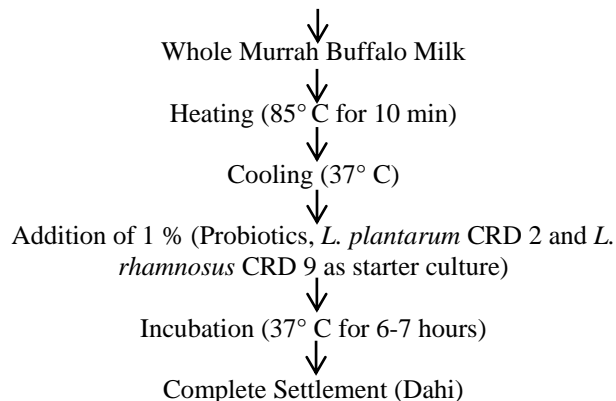 Whole Murrah Buffalo Milk
Heating (85° C for 10 min)
Cooling (37° C)
Addition of 1 % (Probiotics, L. plantarum CRD 2 and L.
rhamnosus CRD 9 as starter culture)
Incubation (37° C for 6-7 hours)
Complete Settlement (Dahi)